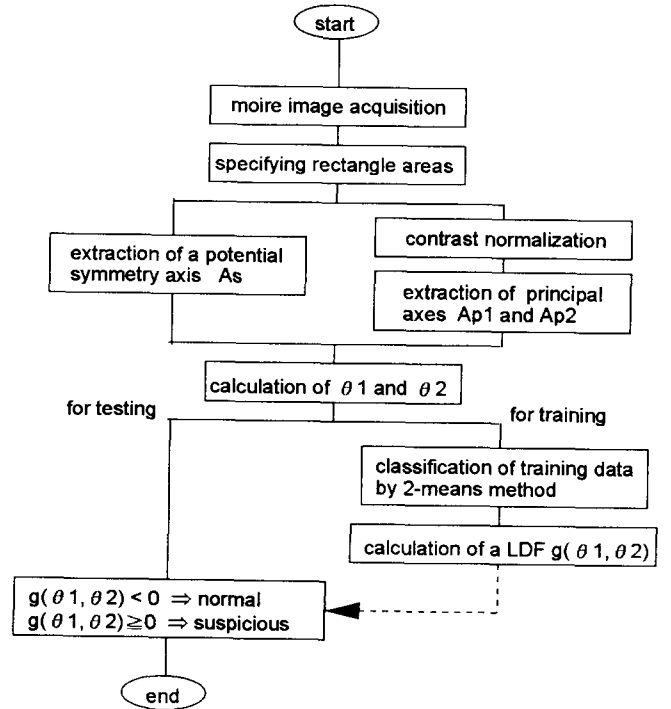 start
moire image acquisition
specifying rectangle areas
extraction of a potential
symmetry axis As
contrast normalization
extraction of principal
axes Ap1 and Ap2
calculation of θ1 and θ2
for testing
for training
classification of training data
by 2-means method
calculation of a LDF g(θ1,θ2)
g(θ1,θ2) < 0 ⇒ normal
g(θ1,θ2) ≧0 ⇒ suspicious
end